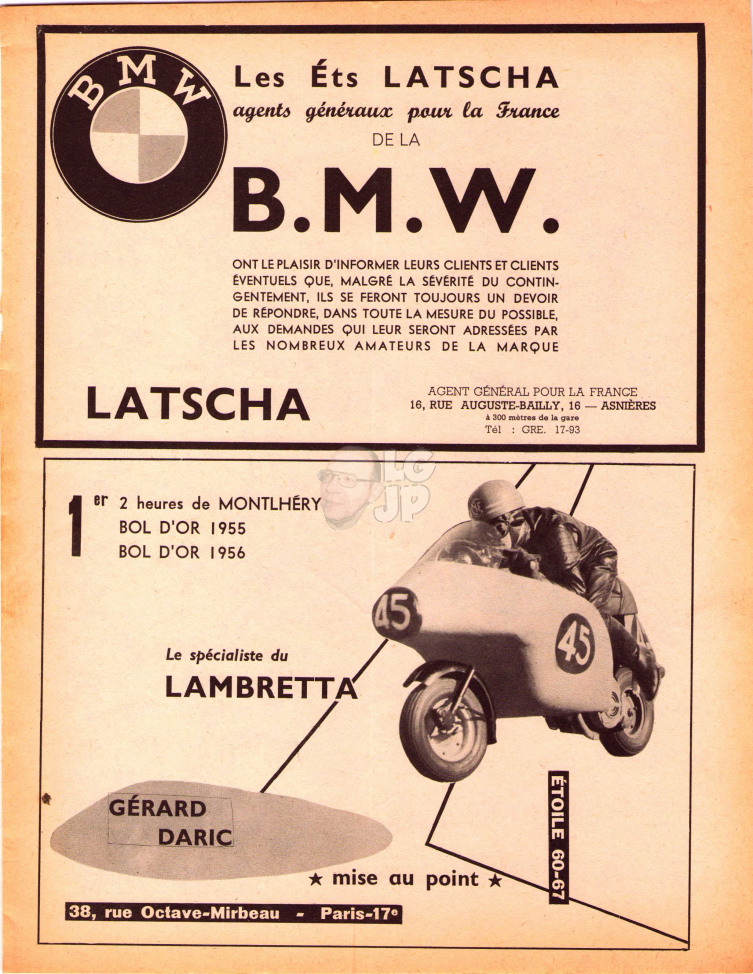 BMW
Les Éts LATSCHA
agents généraux pour la France
DE LA
B.M.W.
ONT LE PLAISIR D'INFORMER LEURS CLIENTS ET CLIENTS
ÉVENTUELS QUE, MALGRÉ LA SÉVÉRITÉ DU CONTIN-
GENTEMENT, ILS SE FERONT TOUJOURS UN DEVOIR
DE RÉPONDRE, DANS TOUTE LA MESURE DU POSSIBLE,
AUX DEMANDES QUI LEUR SERONT ADRESSÉES PAR
LES NOMBREUX AMATEURS DE LA MARQUE
LATSCHA
AGENT GÉNÉRAL POUR LA FRANCE
16, RUE AUGUSTE-BAILLY, 16 — ASNIÈRES
à 300 mètres de la gare
Tél : GRE. 17-93
LG
JP
1er 2 heures de MONTLHÉRY
BOL D'OR 1955
BOL D'OR 1956
45
45
Le spécialiste du
LAMBRETTA
GÉRARD
DARIC
★ mise au point ★
ÉTOILE 60-67
38, rue Octave-Mirbeau - Paris-17e